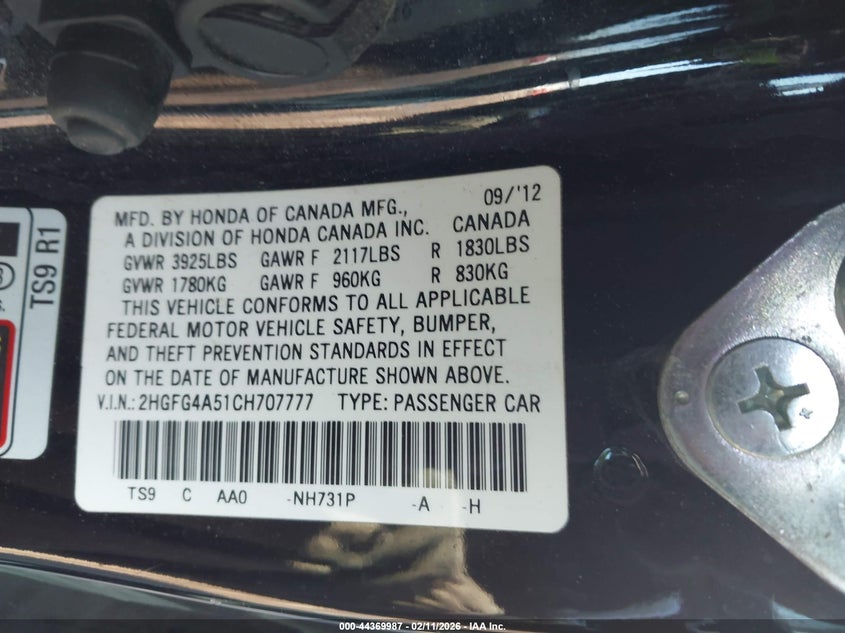 MFD. BY HONDA OF CANADA MFG., 09/'12
A DIVISION OF HONDA CANADA INC. CANADA
GVWR 3925LBS GAWR F 2117LBS R 1830LBS
GVWR 1780KG GAWR F 960KG R 830KG
THIS VEHICLE CONFORMS TO ALL APPLICABLE
FEDERAL MOTOR VEHICLE SAFETY, BUMPER,
AND THEFT PREVENTION STANDARDS IN EFFECT
ON THE DATE OF MANUFACTURE SHOWN ABOVE.
V.I.N.: 2HGFG4A51CH707777 TYPE: PASSENGER CAR
TS9 C AA0 -NH731P -A -H
TS9 R1
000-44369987 - 02/11/2026 - IAA Inc.